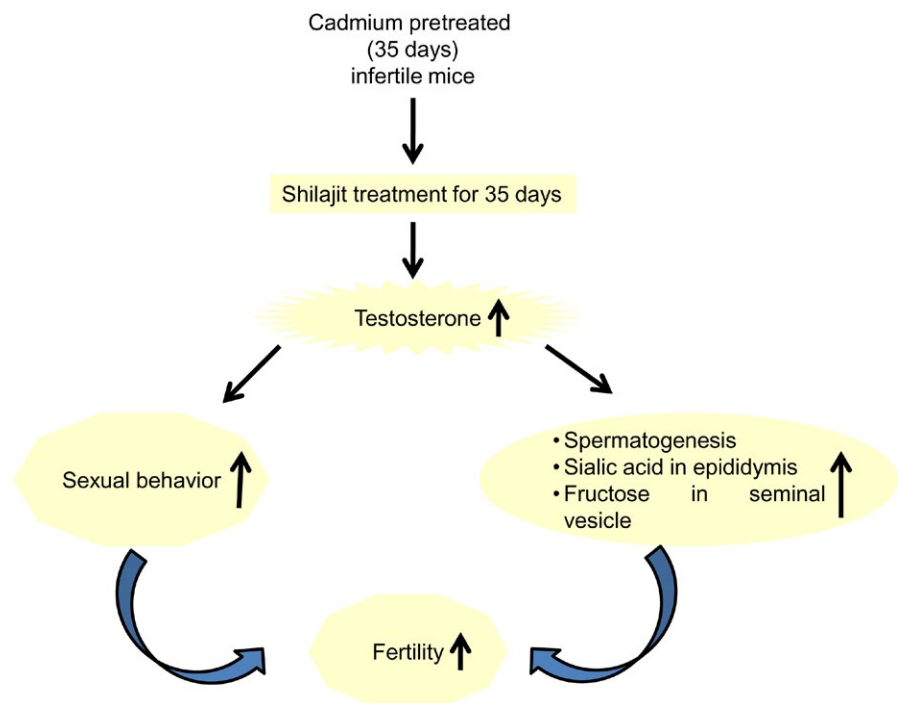 Cadmium pretreated
(35 days)
infertile mice
Shilajit treatment for 35 days
Testosterone
Sexual behavior
• Spermatogenesis
• Sialic acid in epididymis
• Fructose in seminal
vesicle
Fertility